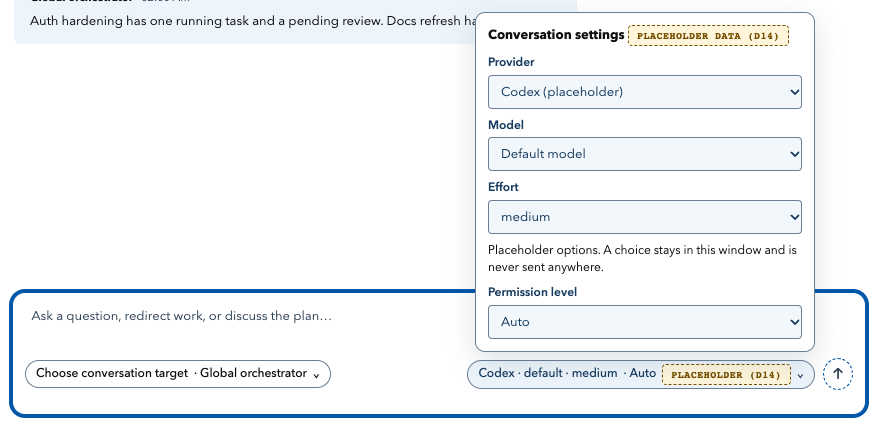 Auth hardening has one running task and a pending review. Docs refresh
Conversation settings PLACEHOLDER DATA (D14)
Provider
Codex (placeholder)
Model
Default model
Effort
medium
Placeholder options. A choice stays in this window and is
never sent anywhere.
Permission level
Auto
Ask a question, redirect work, or discuss the plan…
Choose conversation target · Global orchestrator
Codex · default · medium · Auto PLACEHOLDER (D14)